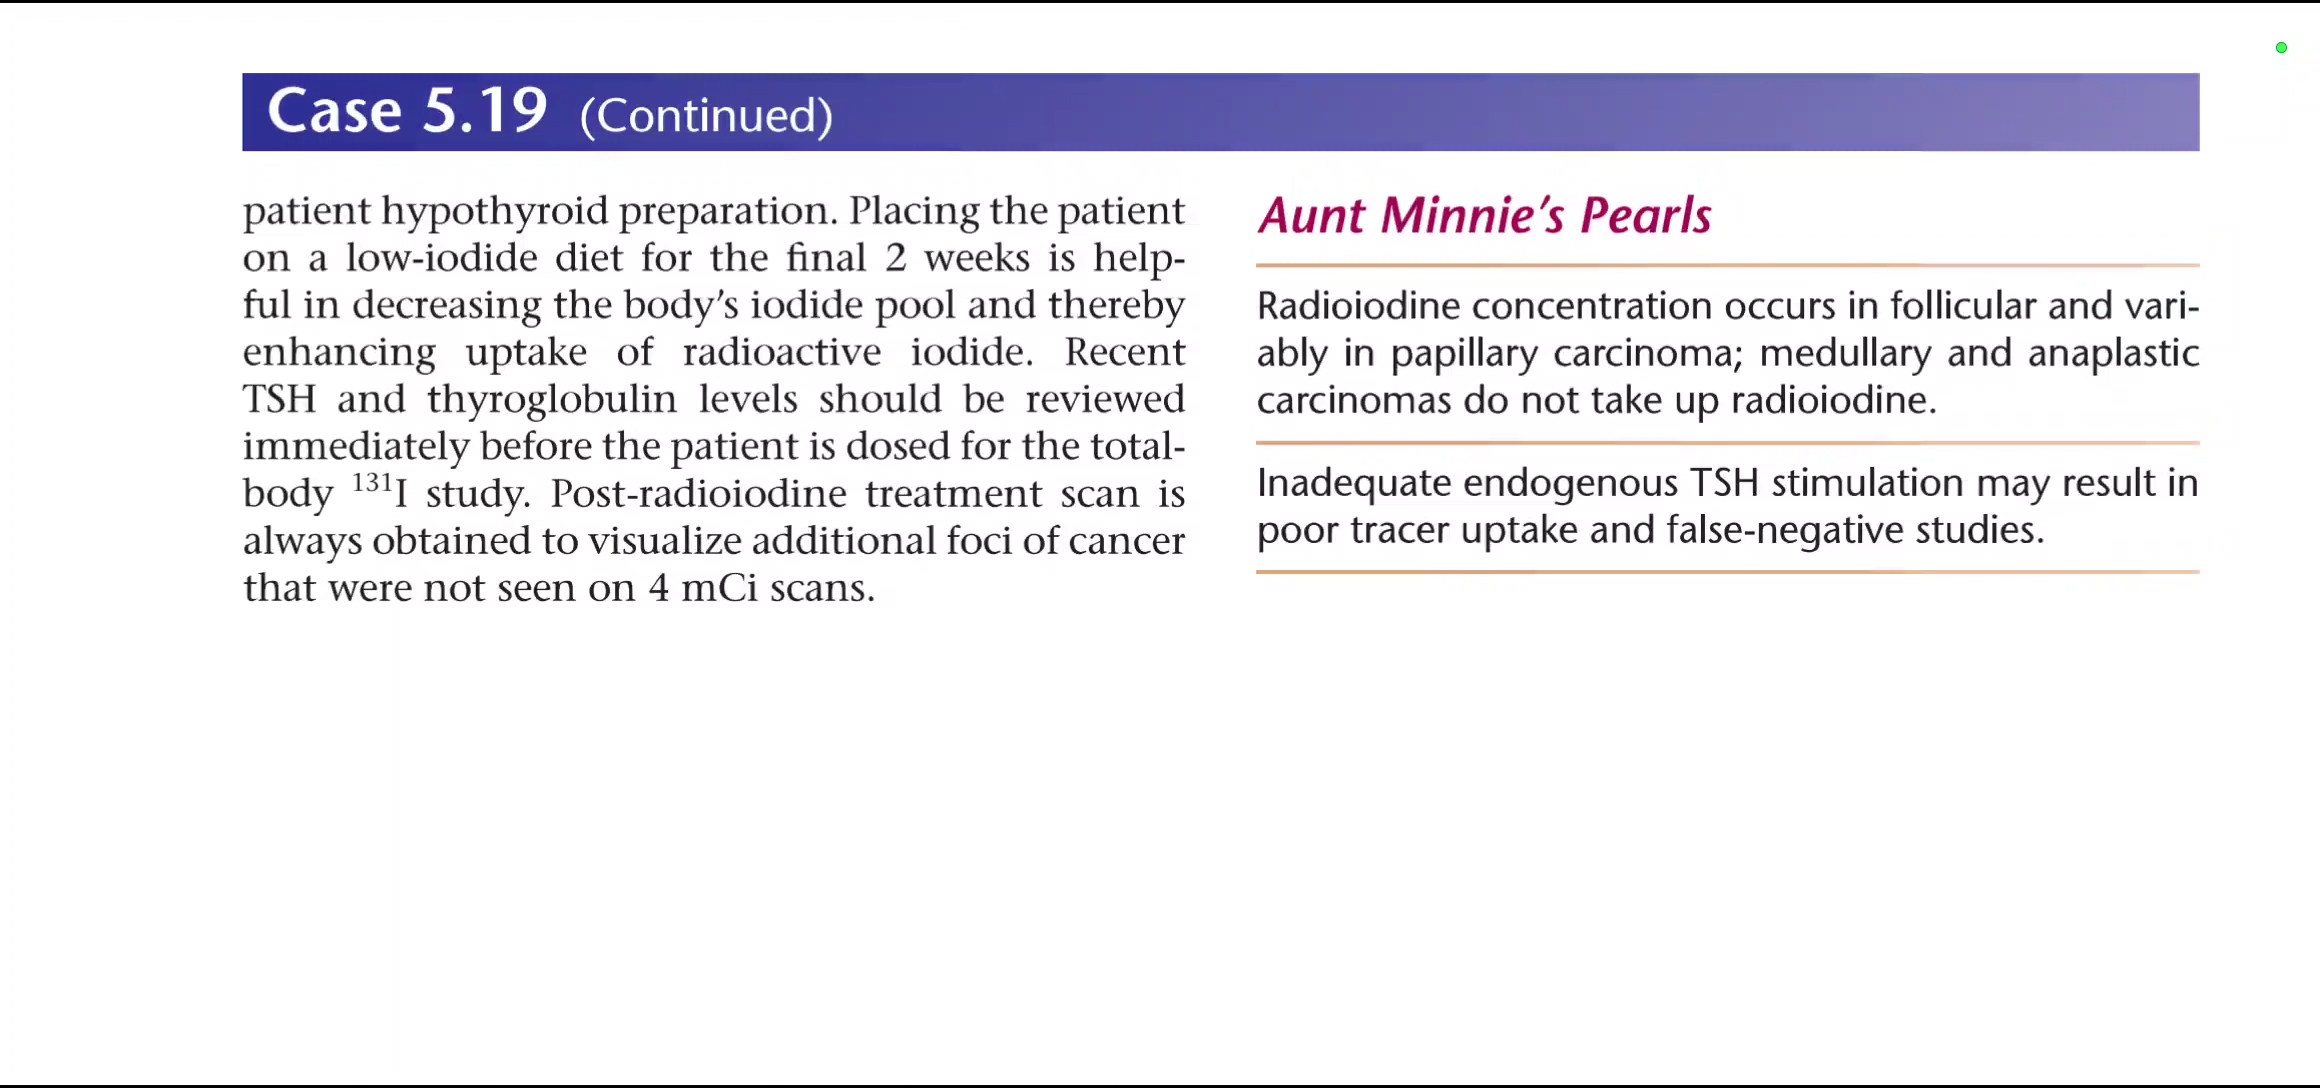 Case 5.19 (Continued)
patient hypothyroid preparation. Placing the patient
on a low-iodide diet for the final 2 weeks is help-
ful in decreasing the body's iodide pool and thereby
enhancing uptake of radioactive iodide. Recent
TSH and thyroglobulin levels should be reviewed
immediately before the patient is dosed for the total-
body ¹³¹I study. Post-radioiodine treatment scan is
always obtained to visualize additional foci of cancer
that were not seen on 4 mCi scans.
Aunt Minnie's Pearls
Radioiodine concentration occurs in follicular and vari-
ably in papillary carcinoma; medullary and anaplastic
carcinomas do not take up radioiodine.
Inadequate endogenous TSH stimulation may result in
poor tracer uptake and false-negative studies.